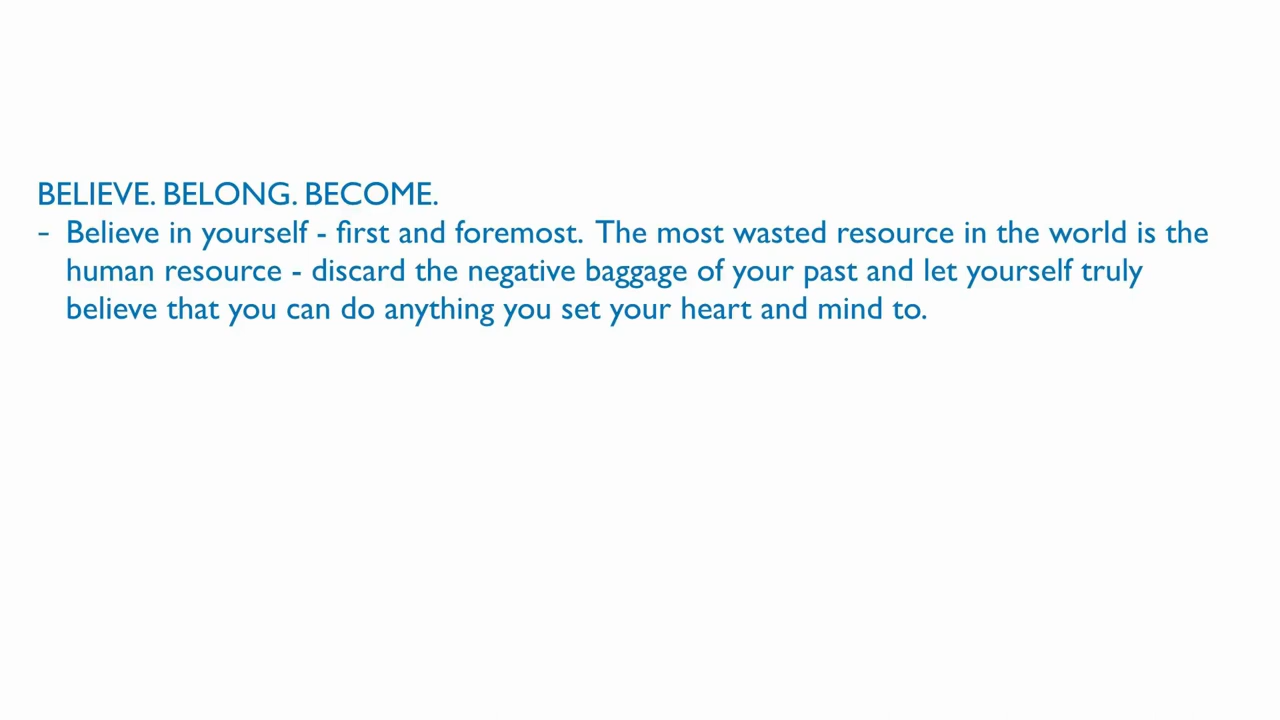 BELIEVE. BELONG. BECOME.
- Believe in yourself - first and foremost. The most wasted resource in the world is the
human resource - discard the negative baggage of your past and let yourself truly
believe that you can do anything you set your heart and mind to.